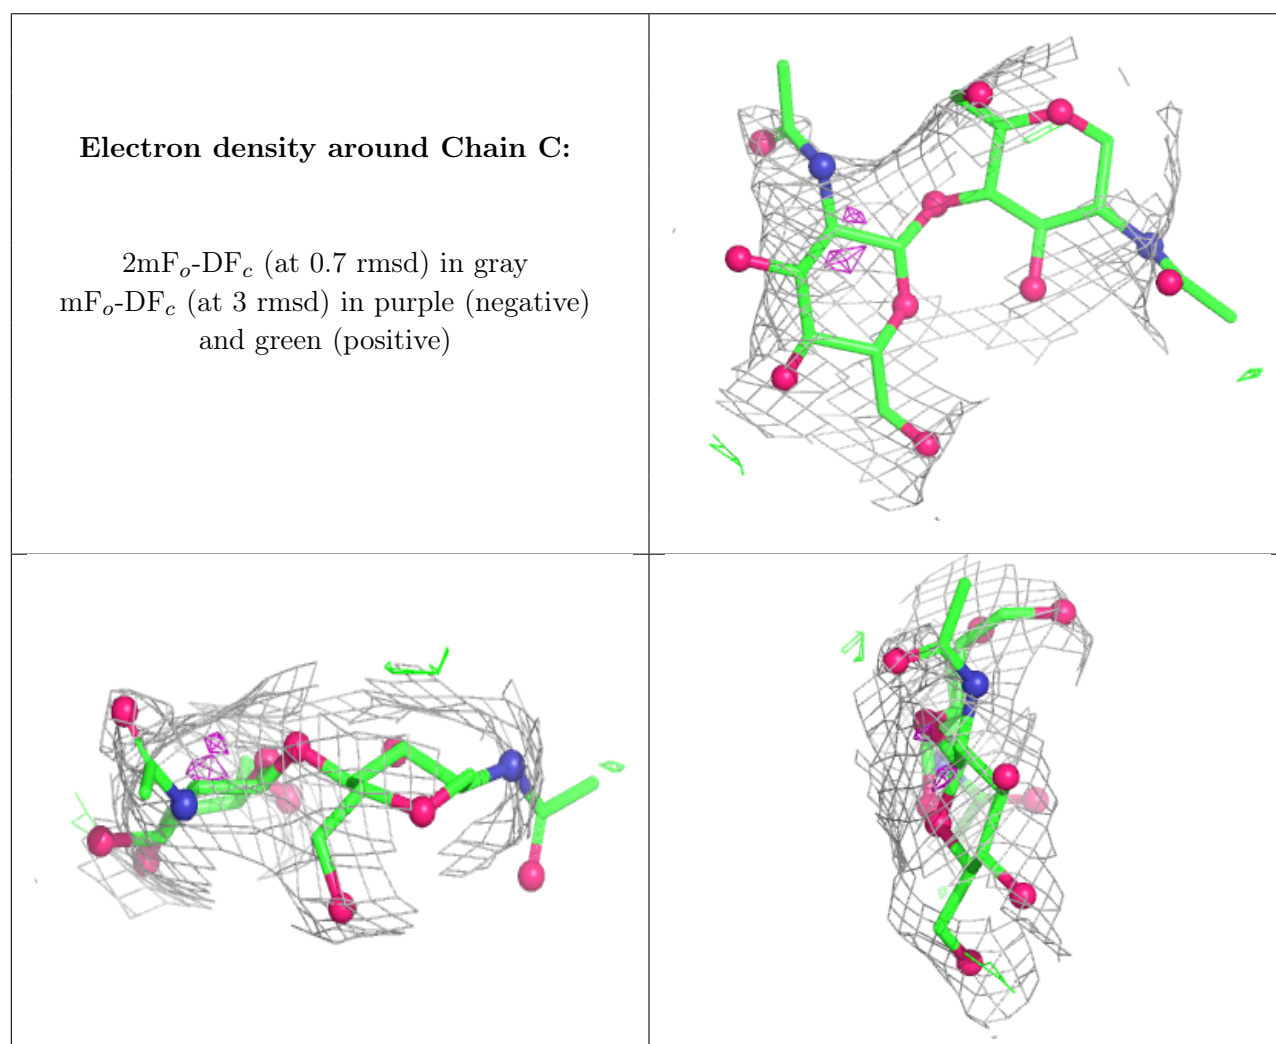 Electron density around Chain C:
2mFₒ-DF𝒸 (at 0.7 rmsd) in gray
mFₒ-DF𝒸 (at 3 rmsd) in purple (negative)
and green (positive)